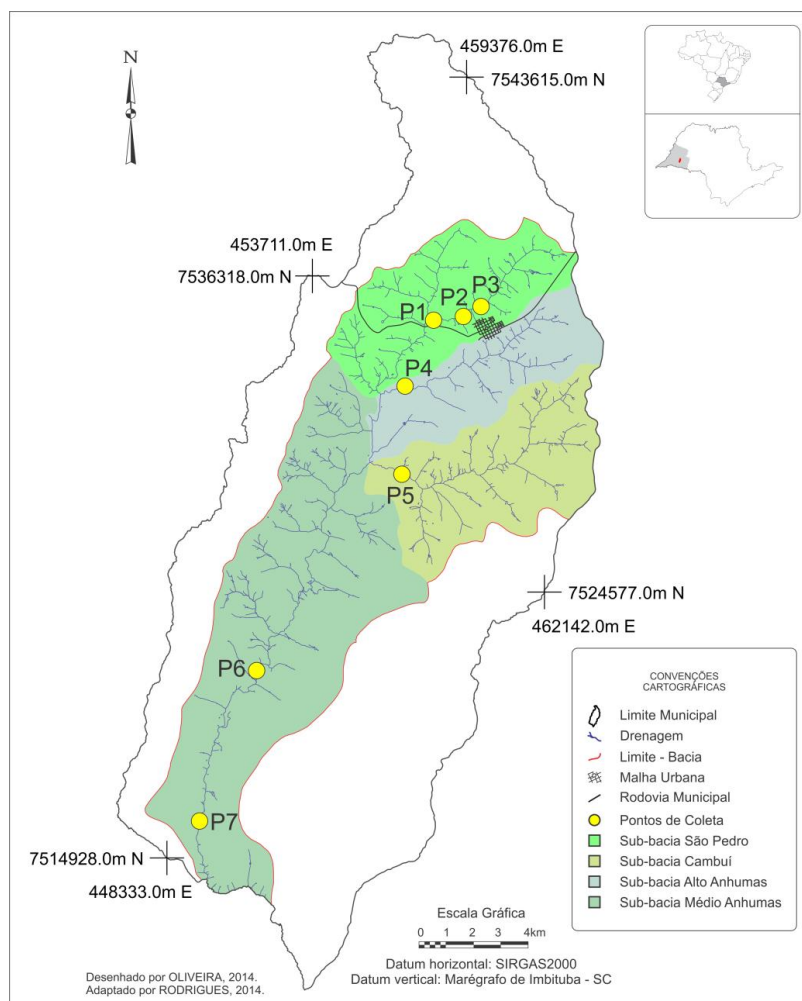 N
459376.0m E
7543615.0m N
453711.0m E
7536318.0m N
P1
P2
P3
P4
P5
P6
P7
7524577.0m N
462142.0m E
7514928.0m N
448333.0m E
CONVENÇÕES
CARTOGRÁFICAS
Limite Municipal
Drenagem
Limite - Bacia
Malha Urbana
Rodovia Municipal
Pontos de Coleta
Sub-bacia São Pedro
Sub-bacia Cambuí
Sub-bacia Alto Anhumas
Sub-bacia Médio Anhumas
Escala Gráfica
0 1 2 3 4km
Datum horizontal: SIRGAS2000
Datum vertical: Marégrafo de Imbituba - SC
Desenhado por OLIVEIRA, 2014.
Adaptado por RODRIGUES, 2014.